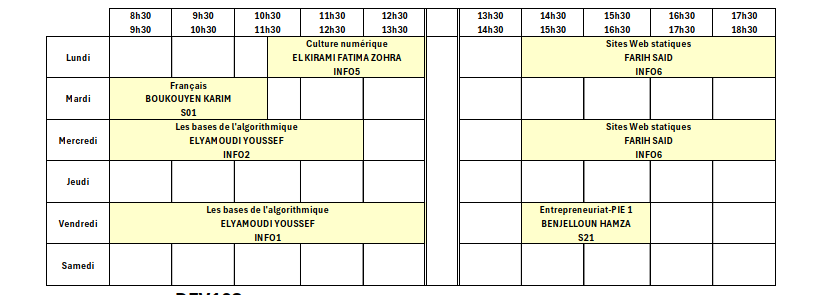 8h30 9h30 10h30 11h30 12h30 13h30 14h30 15h30 16h30 17h30
9h30 10h30 11h30 12h30 13h30 14h30 15h30 16h30 17h30 18h30
Lundi
Culture numérique
EL KIRAMI FATIMA ZOHRA
INFO5
Sites Web statiques
FARIH SAID
INFO6
Mardi
Français
BOUKOUYEN KARIM
S01
Mercredi
Les bases de l'algorithmique
ELYAMOUDI YOUSSEF
INFO2
Sites Web statiques
FARIH SAID
INFO6
Jeudi
Vendredi
Les bases de l'algorithmique
ELYAMOUDI YOUSSEF
INFO1
Entrepreneuriat-PIE 1
BENJELLOUN HAMZA
S21
Samedi